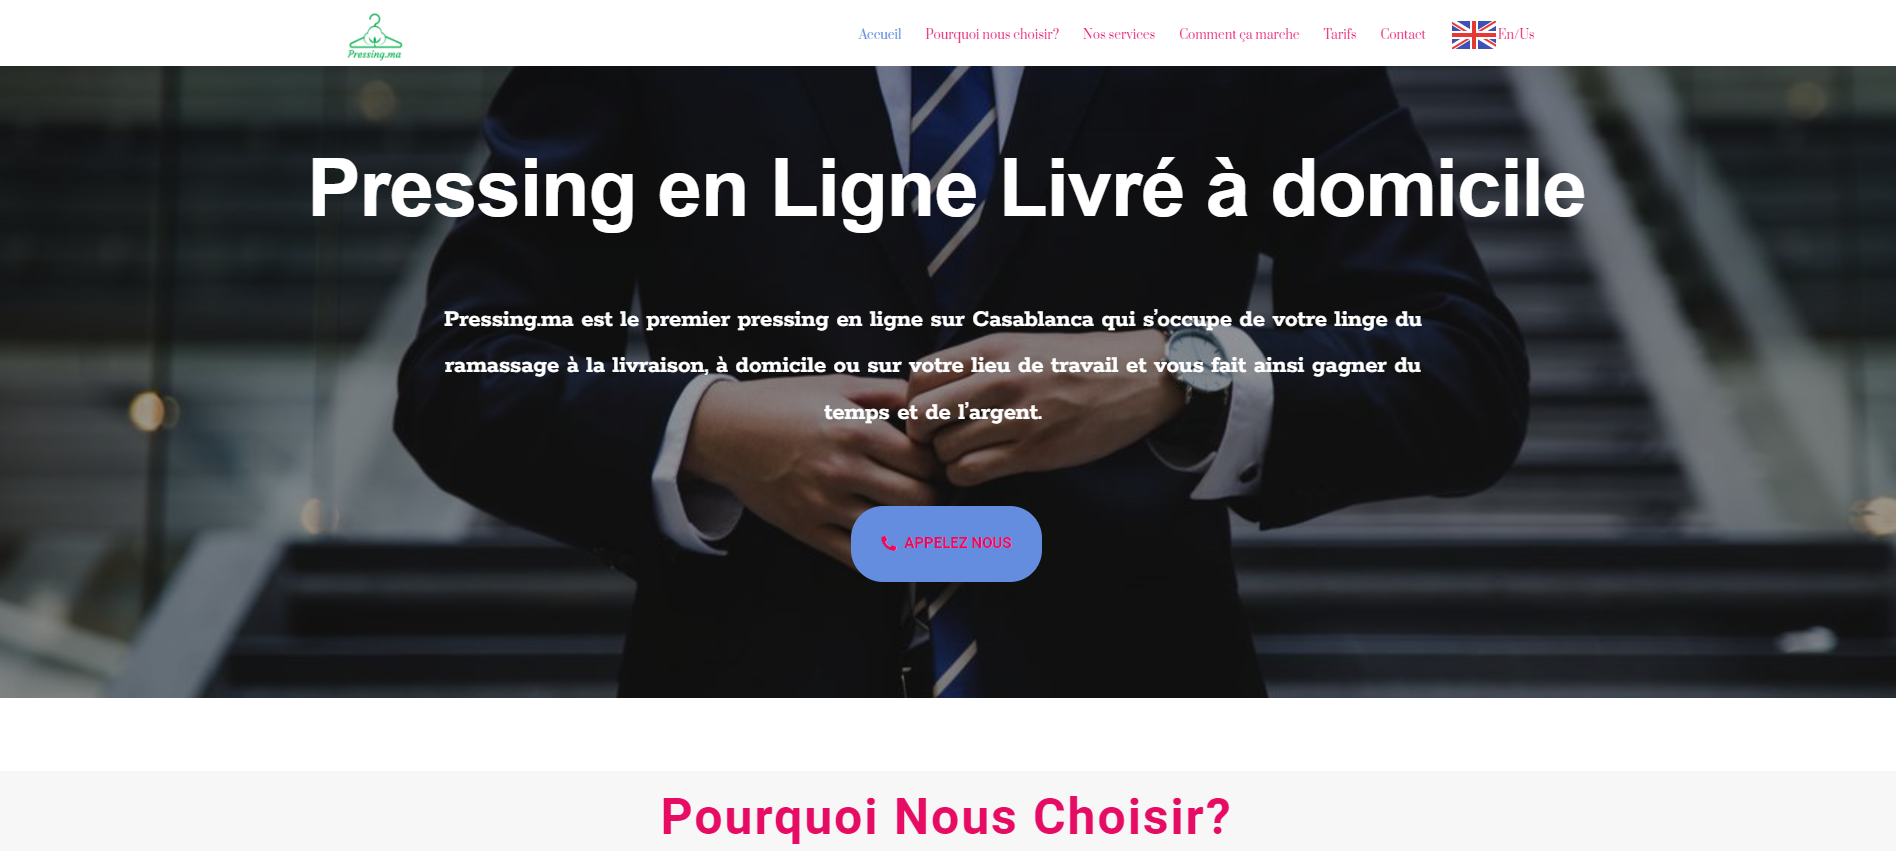 Pressing.ma
Accueil
Pourquoi nous choisir?
Nos services
Comment ça marche
Tarifs
Contact
En/Us
Pressing en Ligne Livré à domicile
Pressing.ma est le premier pressing en ligne sur Casablanca qui s’occupe de votre linge du
ramassage à la livraison, à domicile ou sur votre lieu de travail et vous fait ainsi gagner du
temps et de l’argent.
APPELEZ NOUS
Pourquoi Nous Choisir?